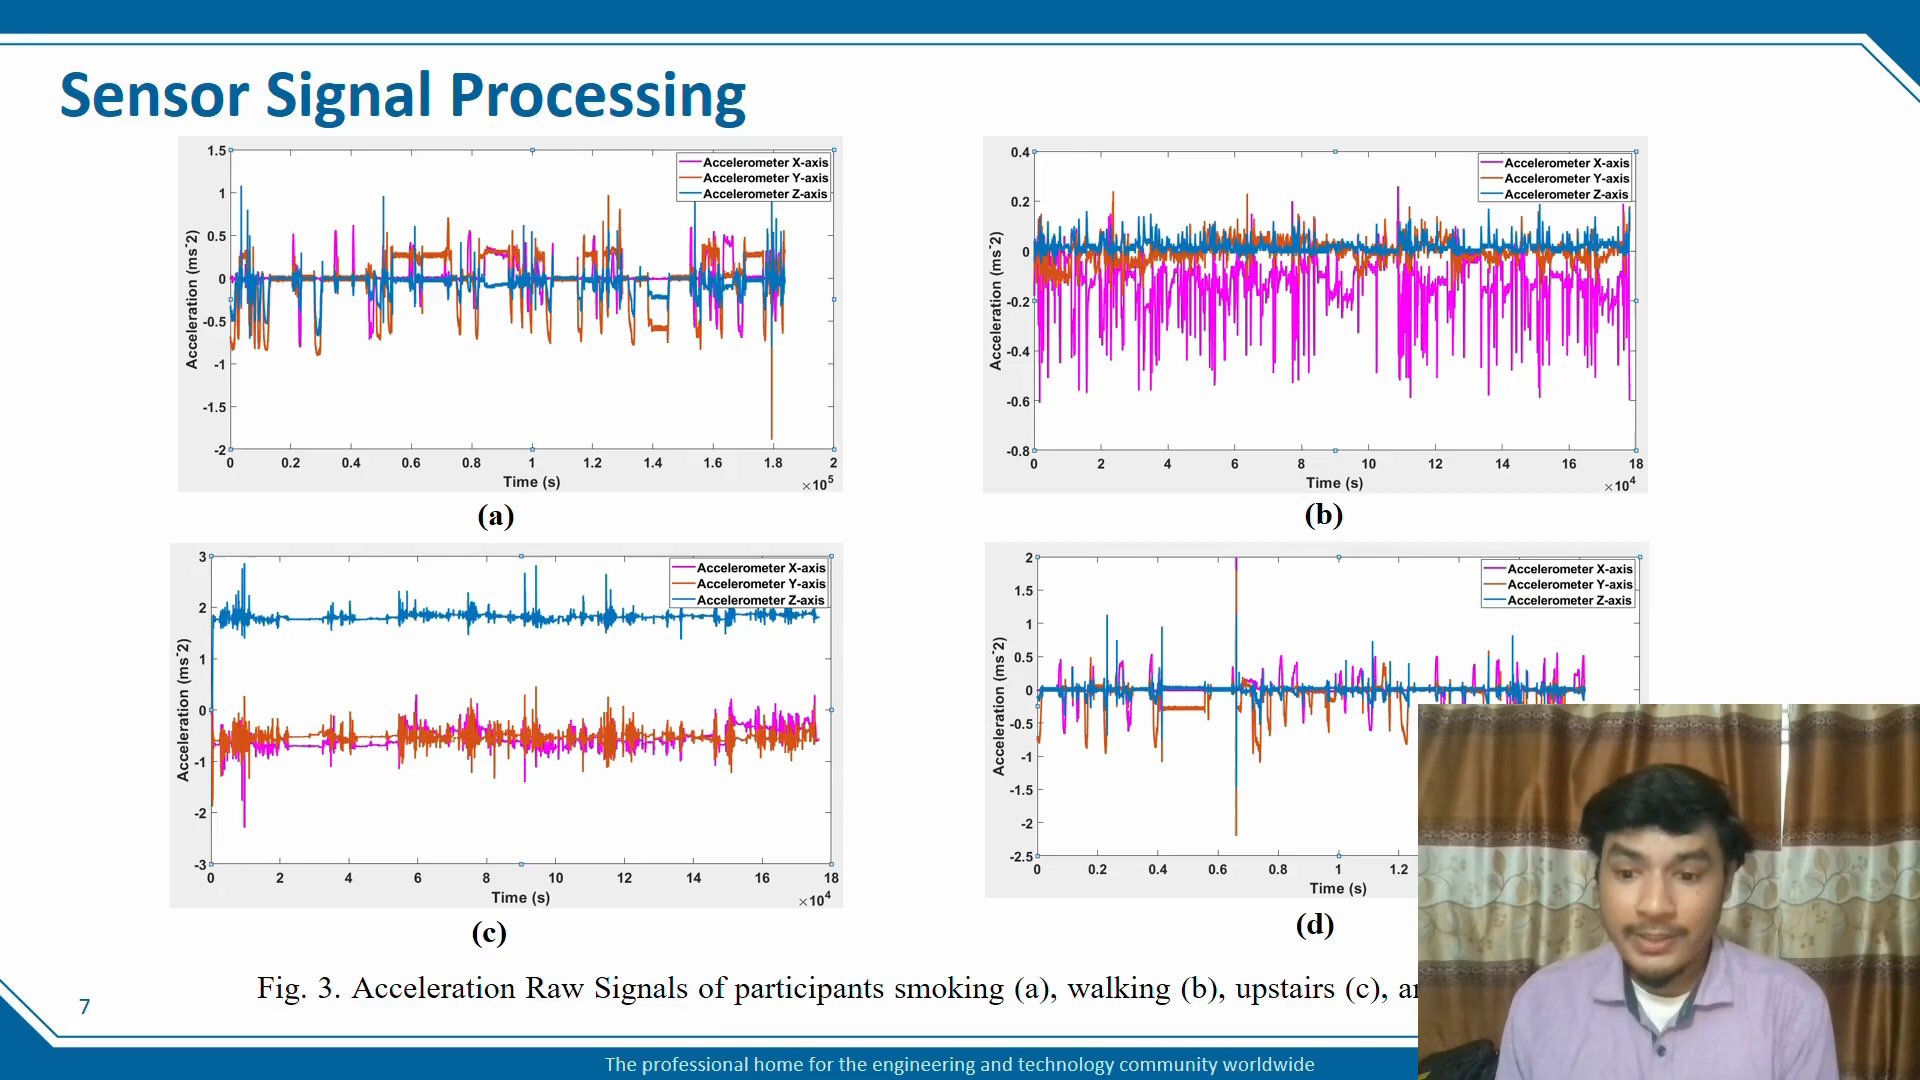 Sensor Signal Processing
1.5
1
0.5
0
-0.5
-1
-1.5
-2
Acceleration (ms^-2)
Accelerometer X-axis
Accelerometer Y-axis
Accelerometer Z-axis
0 0.2 0.4 0.6 0.8 1 1.2 1.4 1.6 1.8 2
Time (s)
×10^5
(a)
0.4
0.2
0
-0.2
-0.4
-0.6
-0.8
Acceleration (ms^-2)
Accelerometer X-axis
Accelerometer Y-axis
Accelerometer Z-axis
0 2 4 6 8 10 12 14 16 18
Time (s)
×10^4
(b)
3
2
1
0
-1
-2
-3
Acceleration (ms^-2)
Accelerometer X-axis
Accelerometer Y-axis
Accelerometer Z-axis
0 2 4 6 8 10 12 14 16 18
Time (s)
×10^4
(c)
2
1.5
1
0.5
0
-0.5
-1
-1.5
-2
-2.5
Acceleration (ms^-2)
Accelerometer X-axis
Accelerometer Y-axis
Accelerometer Z-axis
0 0.2 0.4 0.6 0.8 1 1.2
Time (s)
(d)
Fig. 3. Acceleration Raw Signals of participants smoking (a), walking (b), upstairs (c),
7
The professional home for the engineering and technology community worldwide